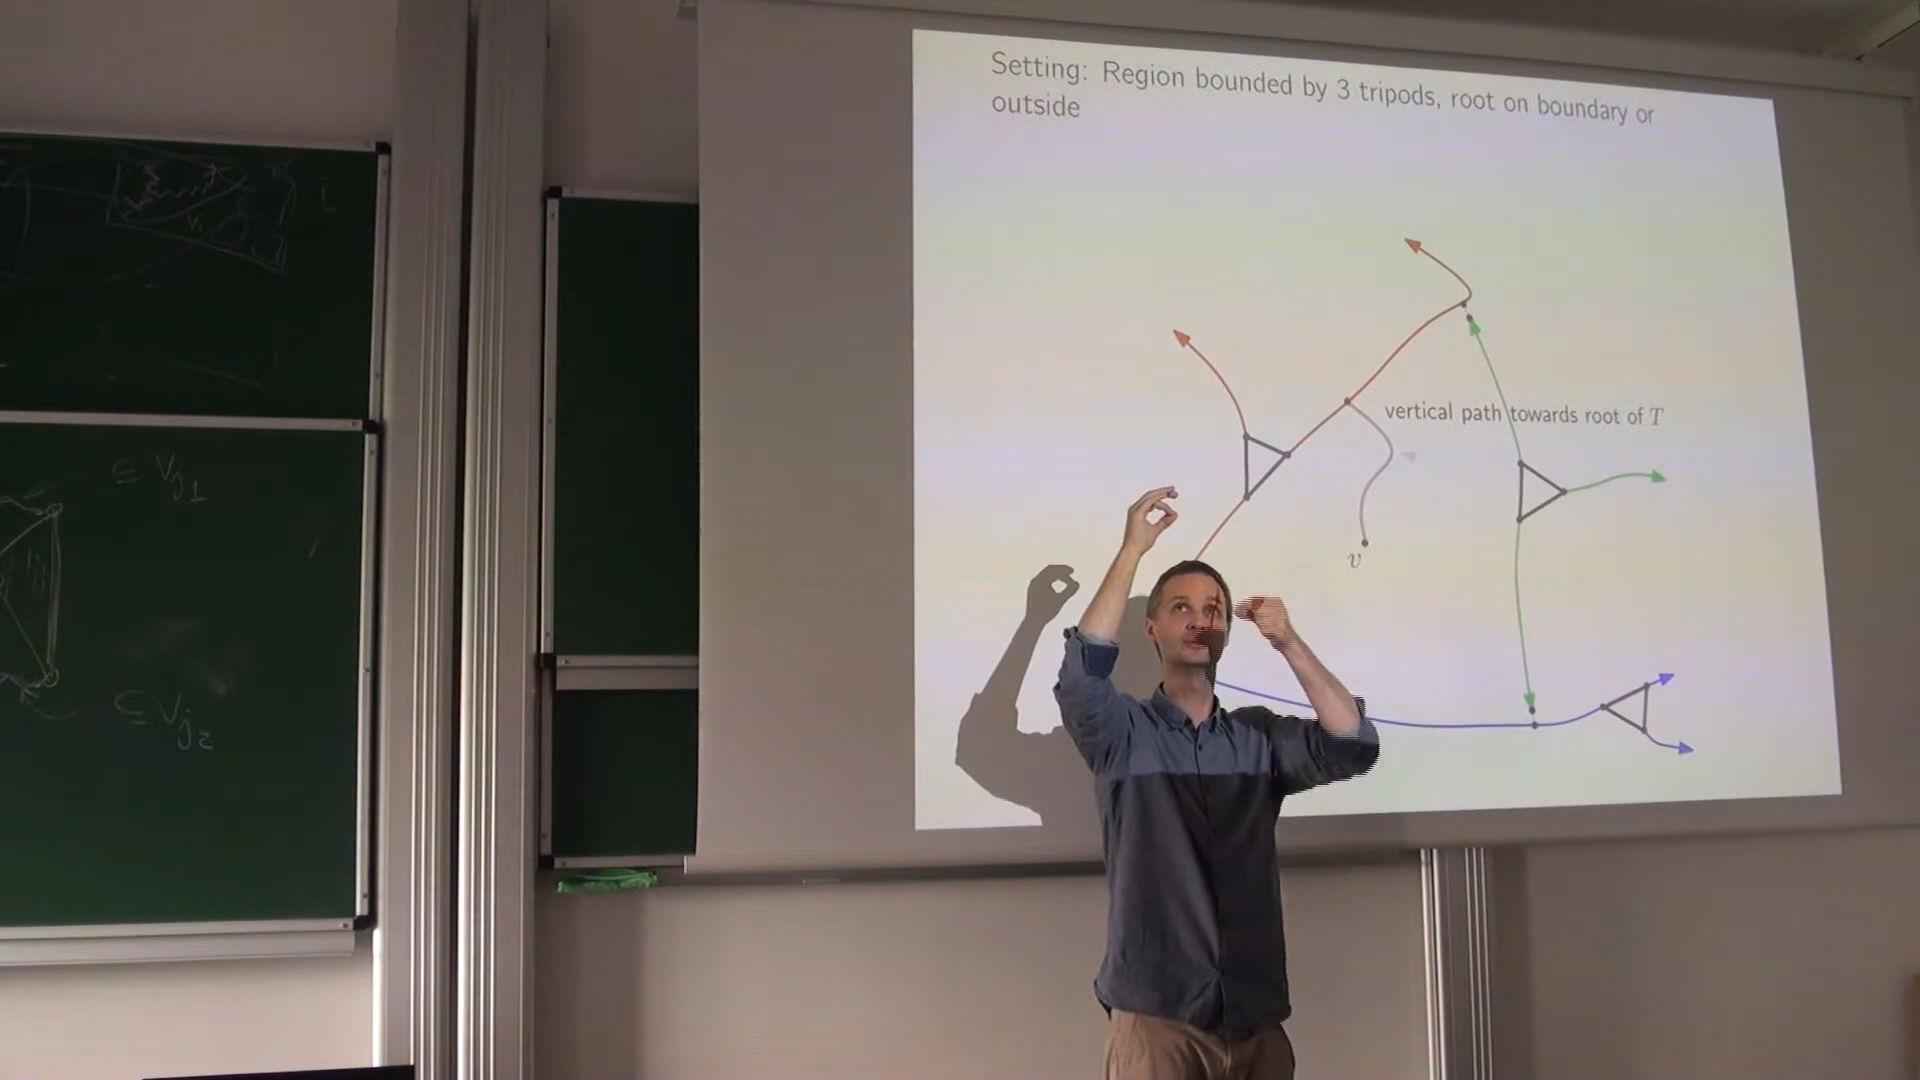 Setting: Region bounded by 3 tripods, root on boundary or
outside
vertical path towards root of T
v
⊆ V_{j_1}
⊆ V_{j_2}